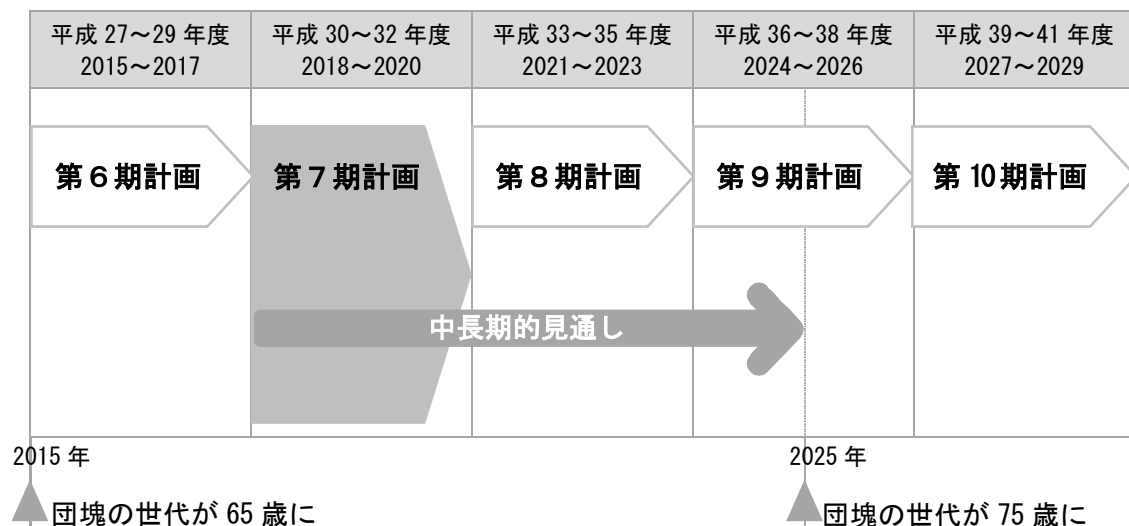 平成 27～29 年度
2015～2017
平成 30～32 年度
2018～2020
平成 33～35 年度
2021～2023
平成 36～38 年度
2024～2026
平成 39～41 年度
2027～2029
第６期計画
第７期計画
第８期計画
第９期計画
第 10期計画
中長期的見通し
2015 年
2025 年
団塊の世代が 65 歳に
団塊の世代が 75 歳に